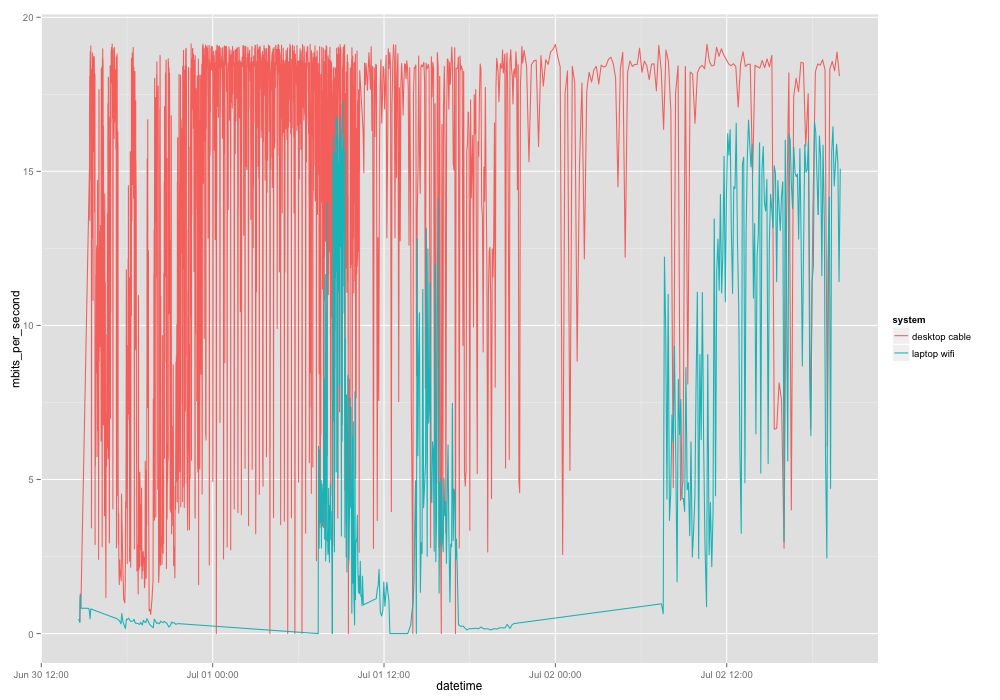 20
15
10
5
0
mbits_per_second
Jun 30 12:00
Jul 01 00:00
Jul 01 12:00
Jul 02 00:00
Jul 02 12:00
datetime
system
desktop cable
laptop wifi